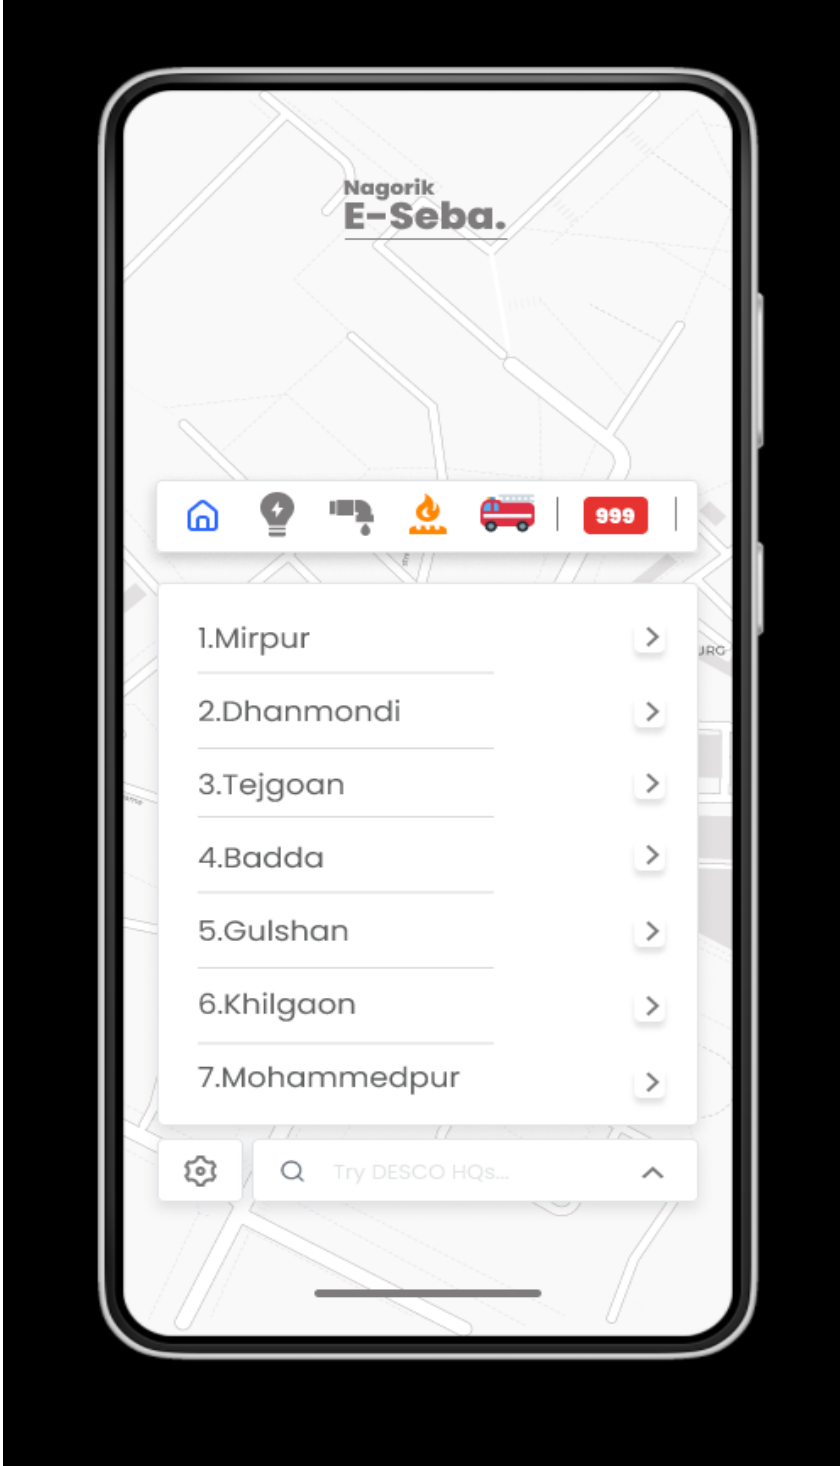 Nagorik
E-Seba.
999
1.Mirpur
JRG
2.Dhanmondi
3.Tejgoan
4.Badda
5.Gulshan
6.Khilgaon
7.Mohammedpur
Try DESCO HQs...